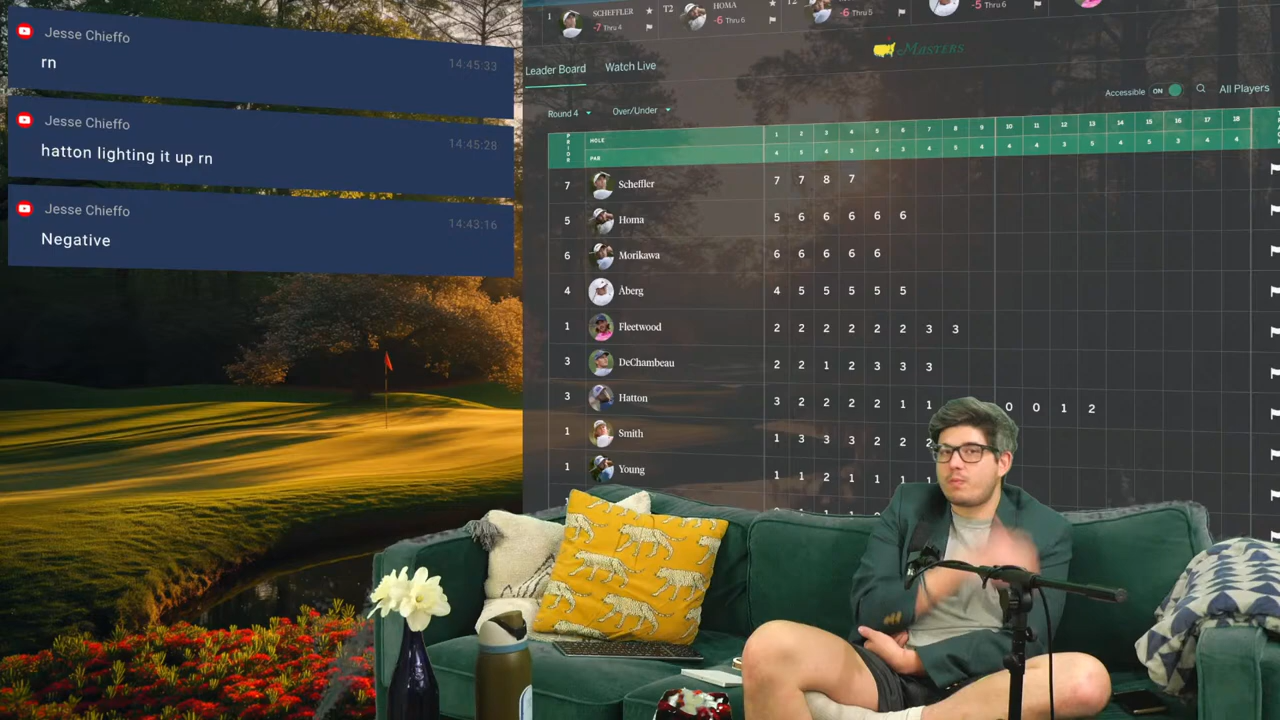 Jesse Chieffo
rn
14:45:33
Jesse Chieffo
hatton lighting it up rn
14:45:28
Jesse Chieffo
Negative
14:43:16
1 SCHEFFLER -7 Thru 4
T2 HOMA -6 Thru 6
-6 Thru 5
-5 Thru 6
Masters
Leader Board Watch Live
Accessible ON All Players
Round 4 Over/Under
PRIOR HOLE 1 2 3 4 5 6 7 8 9 10 11 12 13 14 15 16 17 18
PAR 4 5 4 3 4 3 4 5 4 4 4 3 5 4 5 3 4 4
7 Scheffler 7 7 8 7
5 Homa 5 6 6 6 6 6
6 Morikawa 6 6 6 6 6
4 Åberg 4 5 5 5 5 5
1 Fleetwood 2 2 2 2 2 2 3 3
3 DeChambeau 2 2 1 2 3 3 3
3 Hatton 3 2 2 2 2 1 1 0 0 1 2
1 Smith 1 3 3 3 2 2 2
1 Young 1 1 2 1 1 1 1